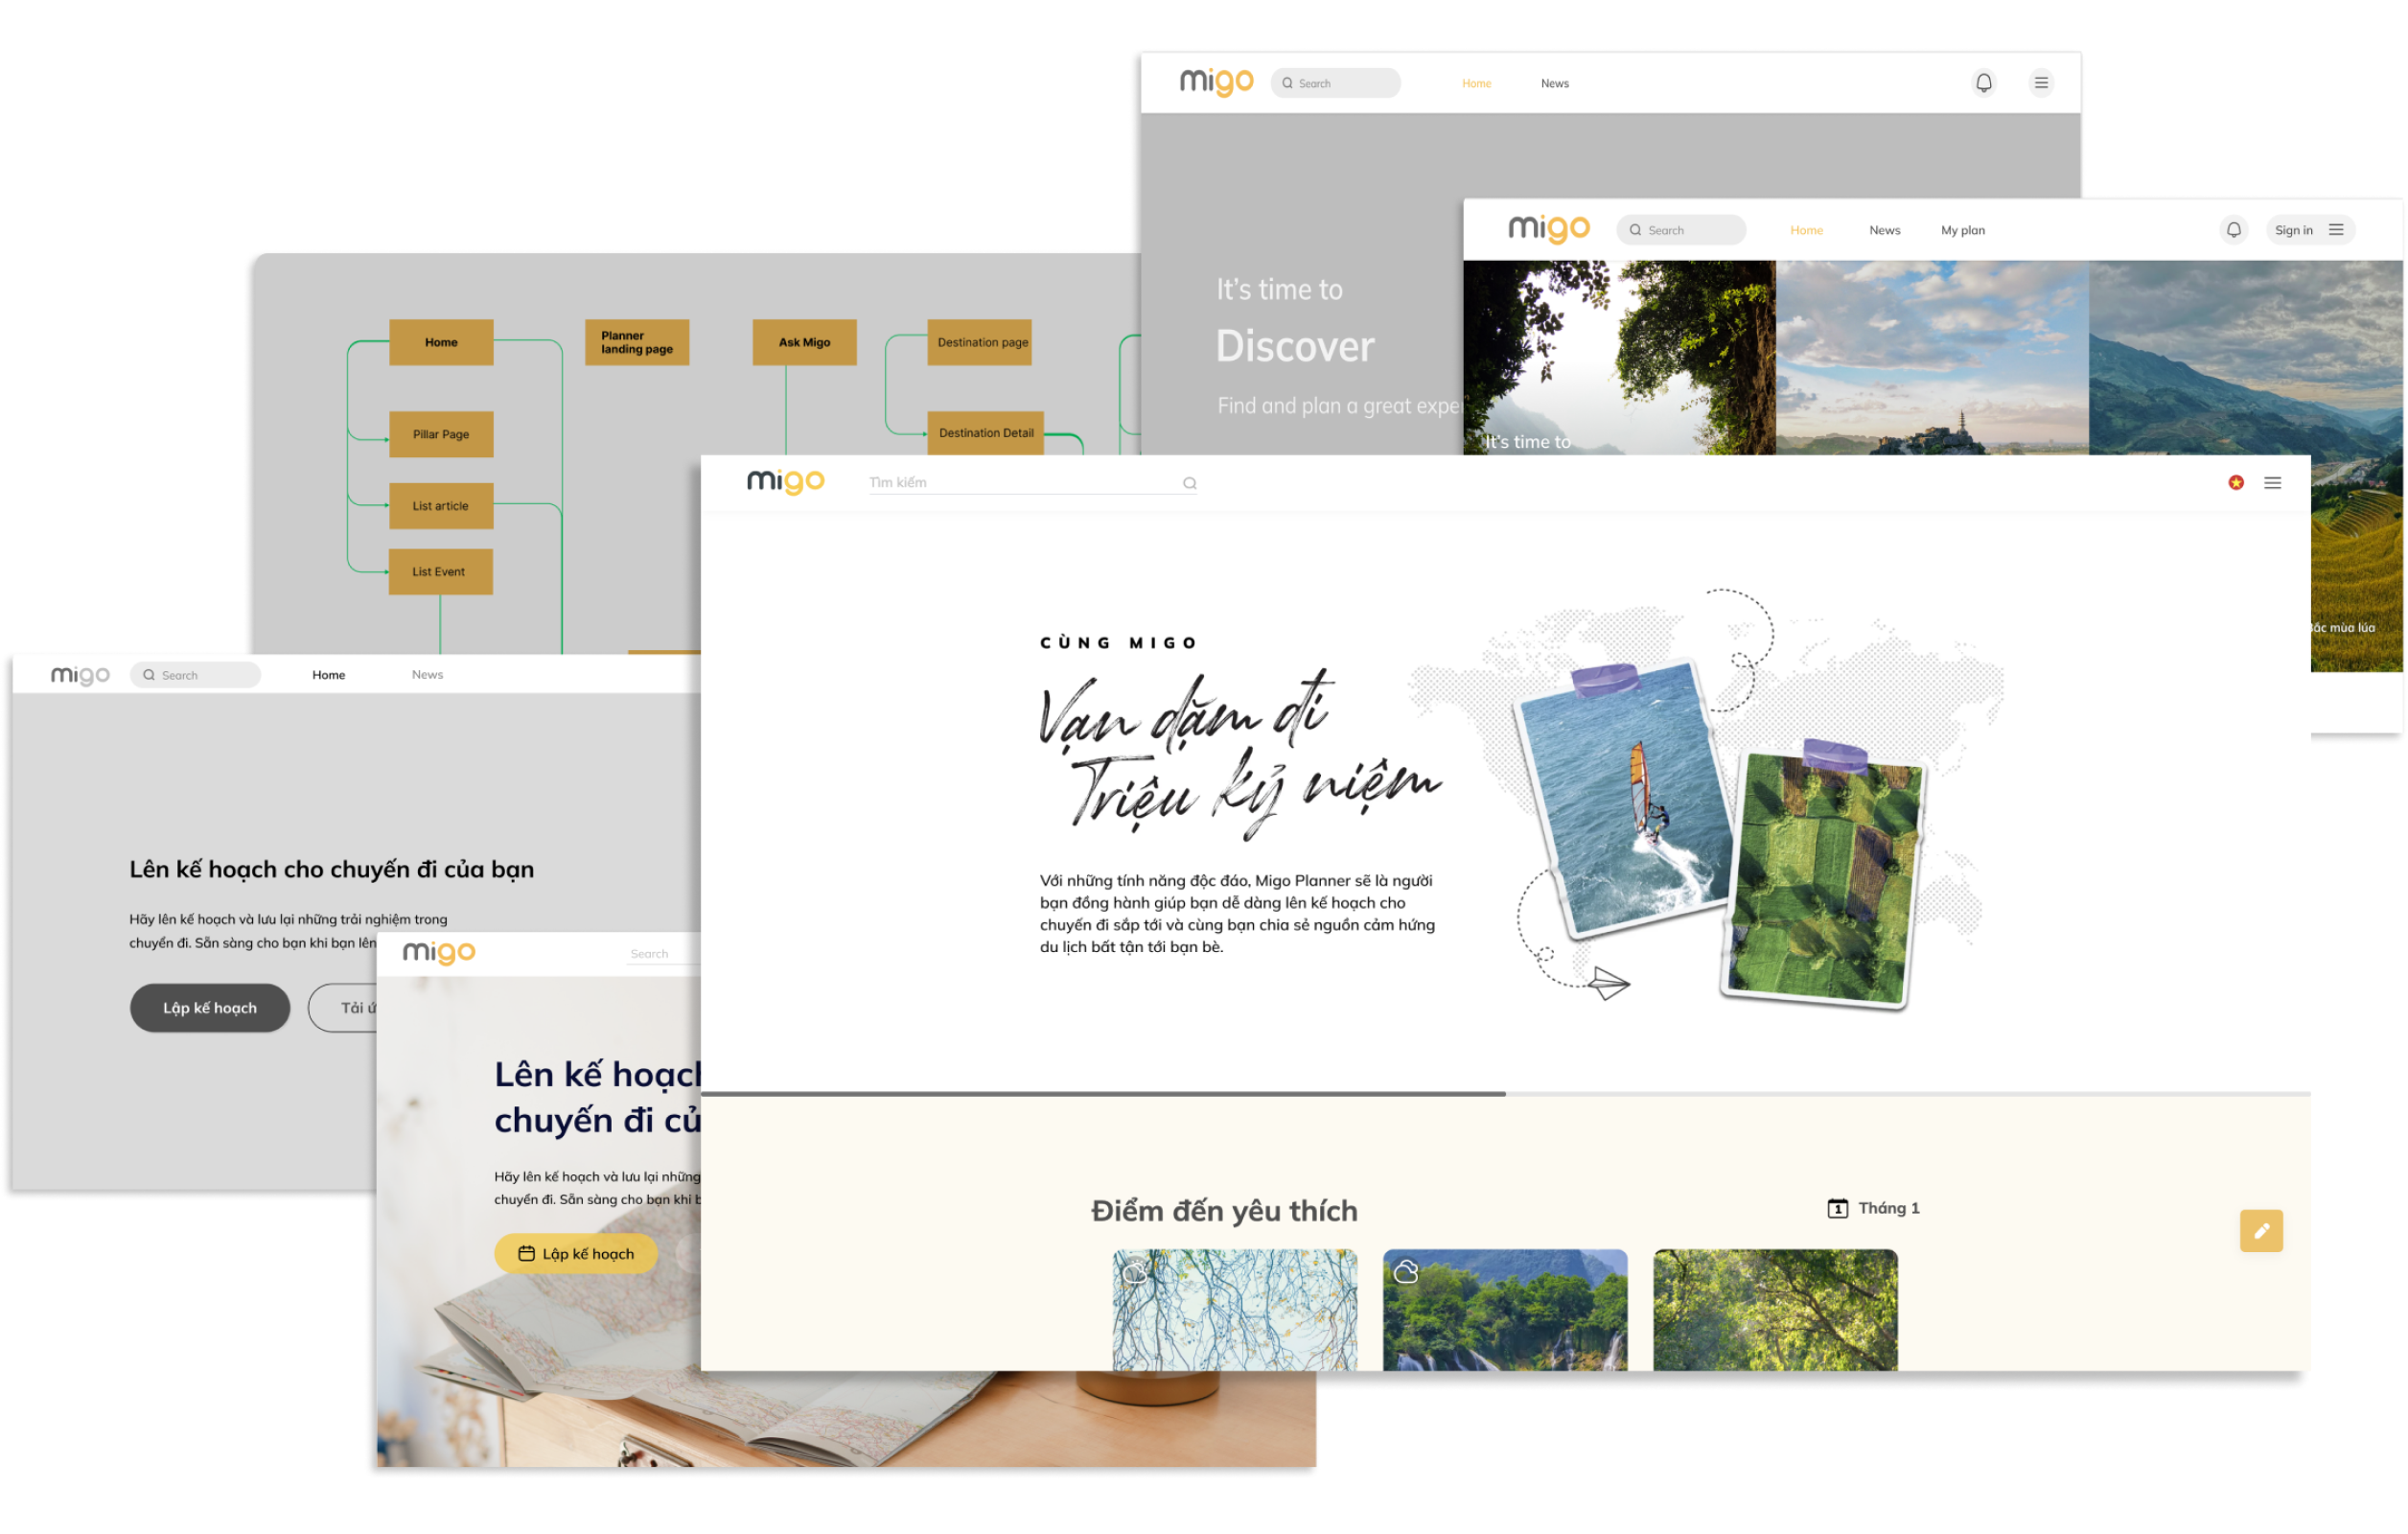 migo
Search
Home
News
It's time to
Discover
Find and plan a great
migo
Search
Home
News
My plan
Sign in
It's time to
mùa lúa
Home
Planner
landing page
Ask Migo
Destination page
Pillar Page
Destination Detail
List article
List Event
migo
Tìm kiếm
CÙNG MIGO
Vạn dặm đi
Triệu kỷ niệm
Với những tính năng độc đáo, Migo Planner sẽ là người
bạn đồng hành giúp bạn dễ dàng lên kế hoạch cho
chuyến đi sắp tới và cùng bạn chia sẻ nguồn cảm hứng
du lịch bất tận tới bạn bè.
Điểm đến yêu thích
1
Tháng 1
migo
Search
Home
News
Lên kế hoạch cho chuyến đi của bạn
Hãy lên kế hoạch và lưu lại những trải nghiệm trong
chuyến đi. Sẵn sàng cho bạn khi bạn lên
Lập kế hoạch
Tải
migo
Search
Lên kế hoạch
chuyến đi
Hãy lên kế hoạch và lưu lại những
chuyến đi. Sẵn sàng cho bạn khi
Lập kế hoạch